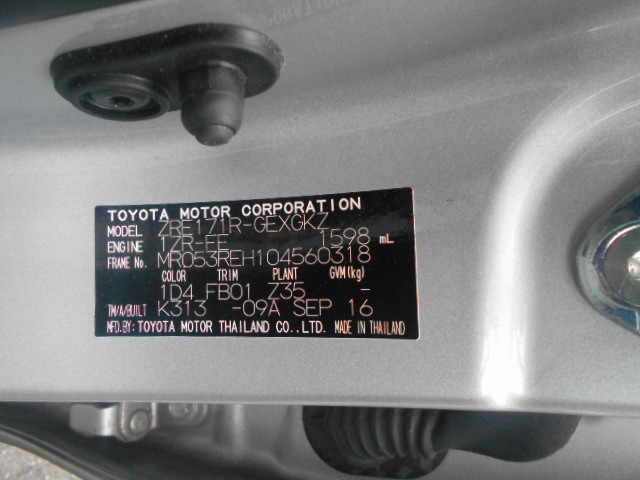 TOYOTA MOTOR CORPORATION
MODEL ZRE171R-GEXGKZ
ENGINE 1ZR-FE 1598 mL
FRAME No. MR053REH104560318
COLOR TRIM PLANT GVM(kg)
1D4 FB01 Z35 -
TM/A/BUILT K313 -09A SEP 16
MFD.BY: TOYOTA MOTOR THAILAND CO., LTD. MADE IN THAILAND